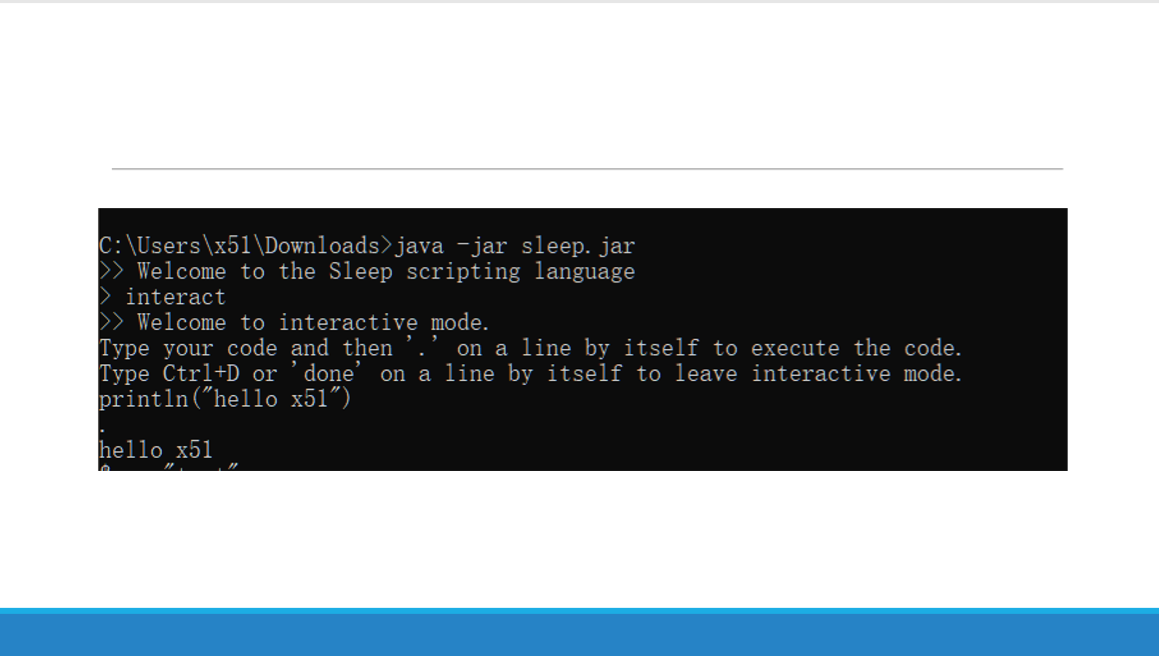 C:\Users\x51\Downloads>java -jar sleep.jar
>> Welcome to the Sleep scripting language
> interact
>> Welcome to interactive mode.
Type your code and then '.' on a line by itself to execute the code.
Type Ctrl+D or 'done' on a line by itself to leave interactive mode.
println("hello x51")
.
hello x51